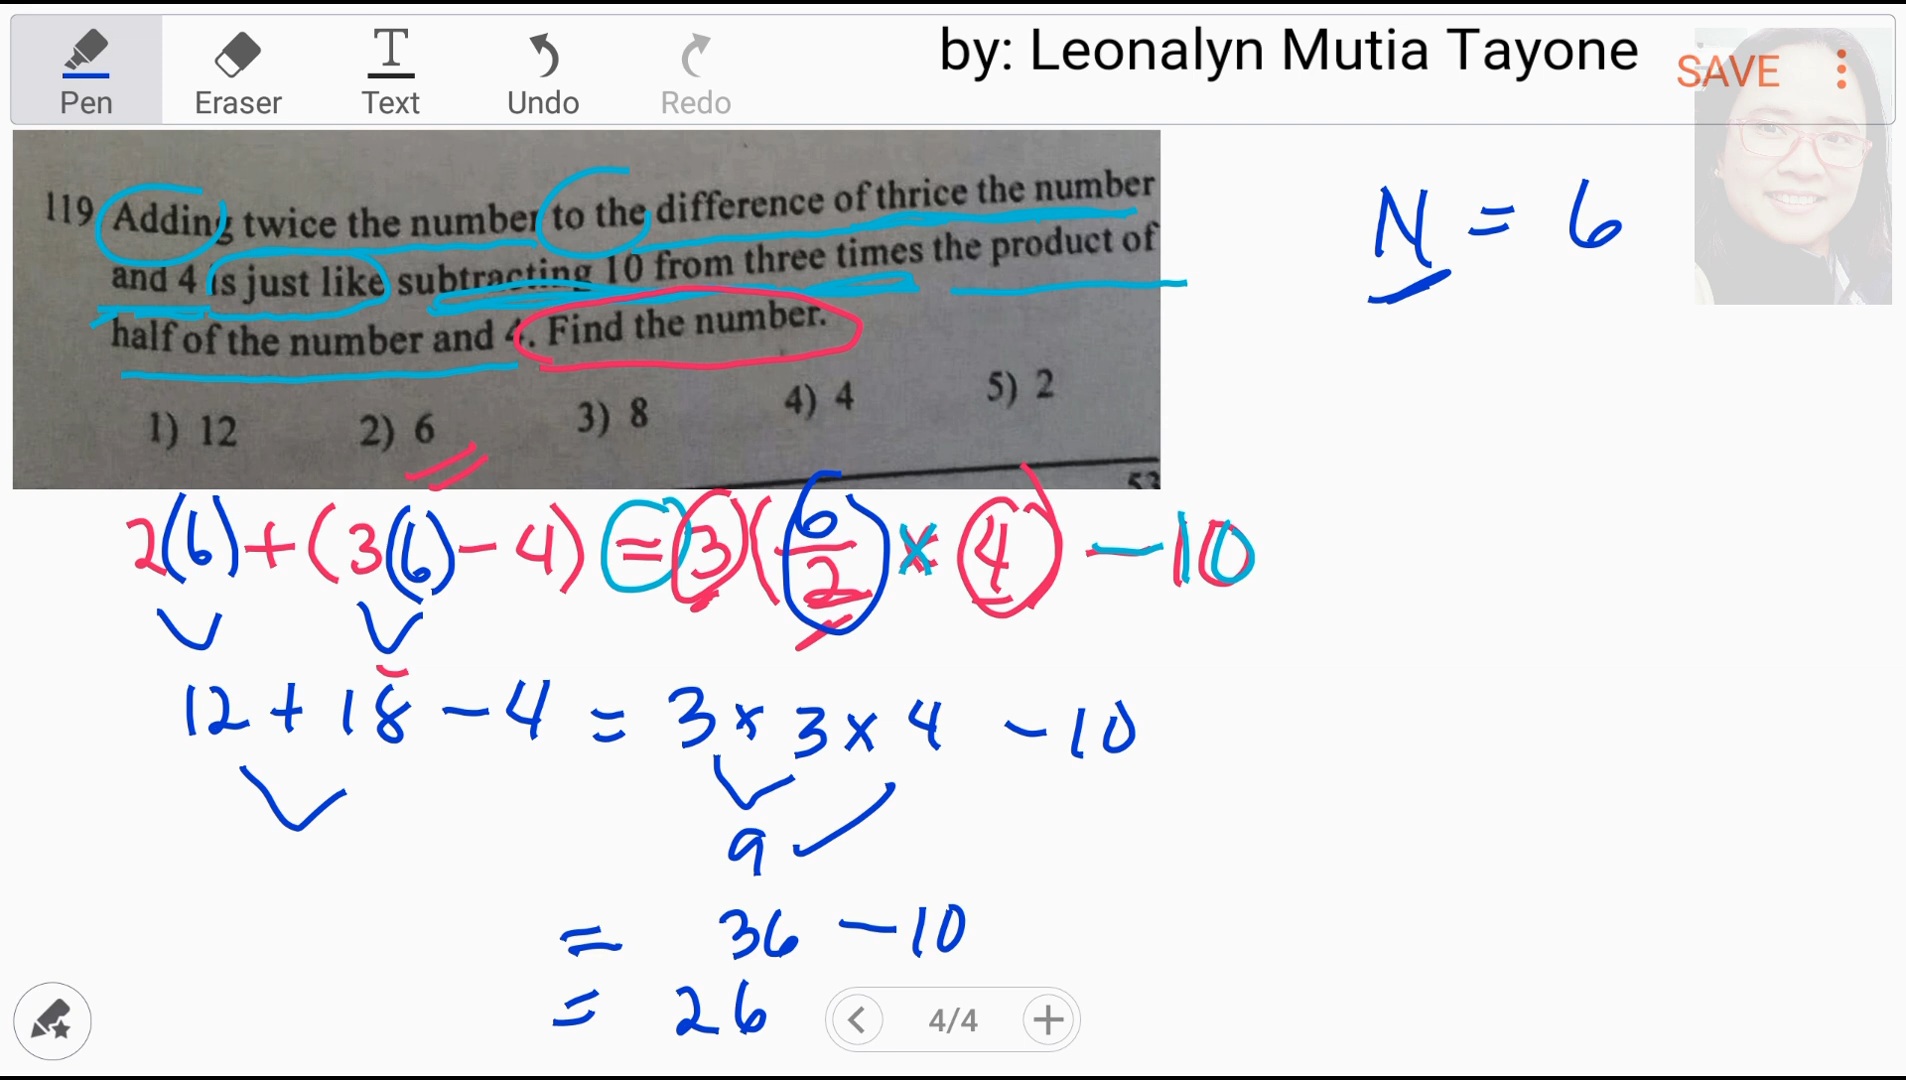 by: Leonalyn Mutia Tayone
Pen Eraser Text Undo Redo SAVE
119 Adding twice the number to the difference of thrice the number
and 4 is just like subtracting 10 from three times the product of
half of the number and 4. Find the number.
1) 12 2) 6 3) 8 4) 4 5) 2
53
N = 6
2(6)+(3(6)-4) = 3(6/2 x 4) - 10
12 + 18 - 4 = 3 x 3 x 4 - 10
9
= 36 - 10
= 26
4/4